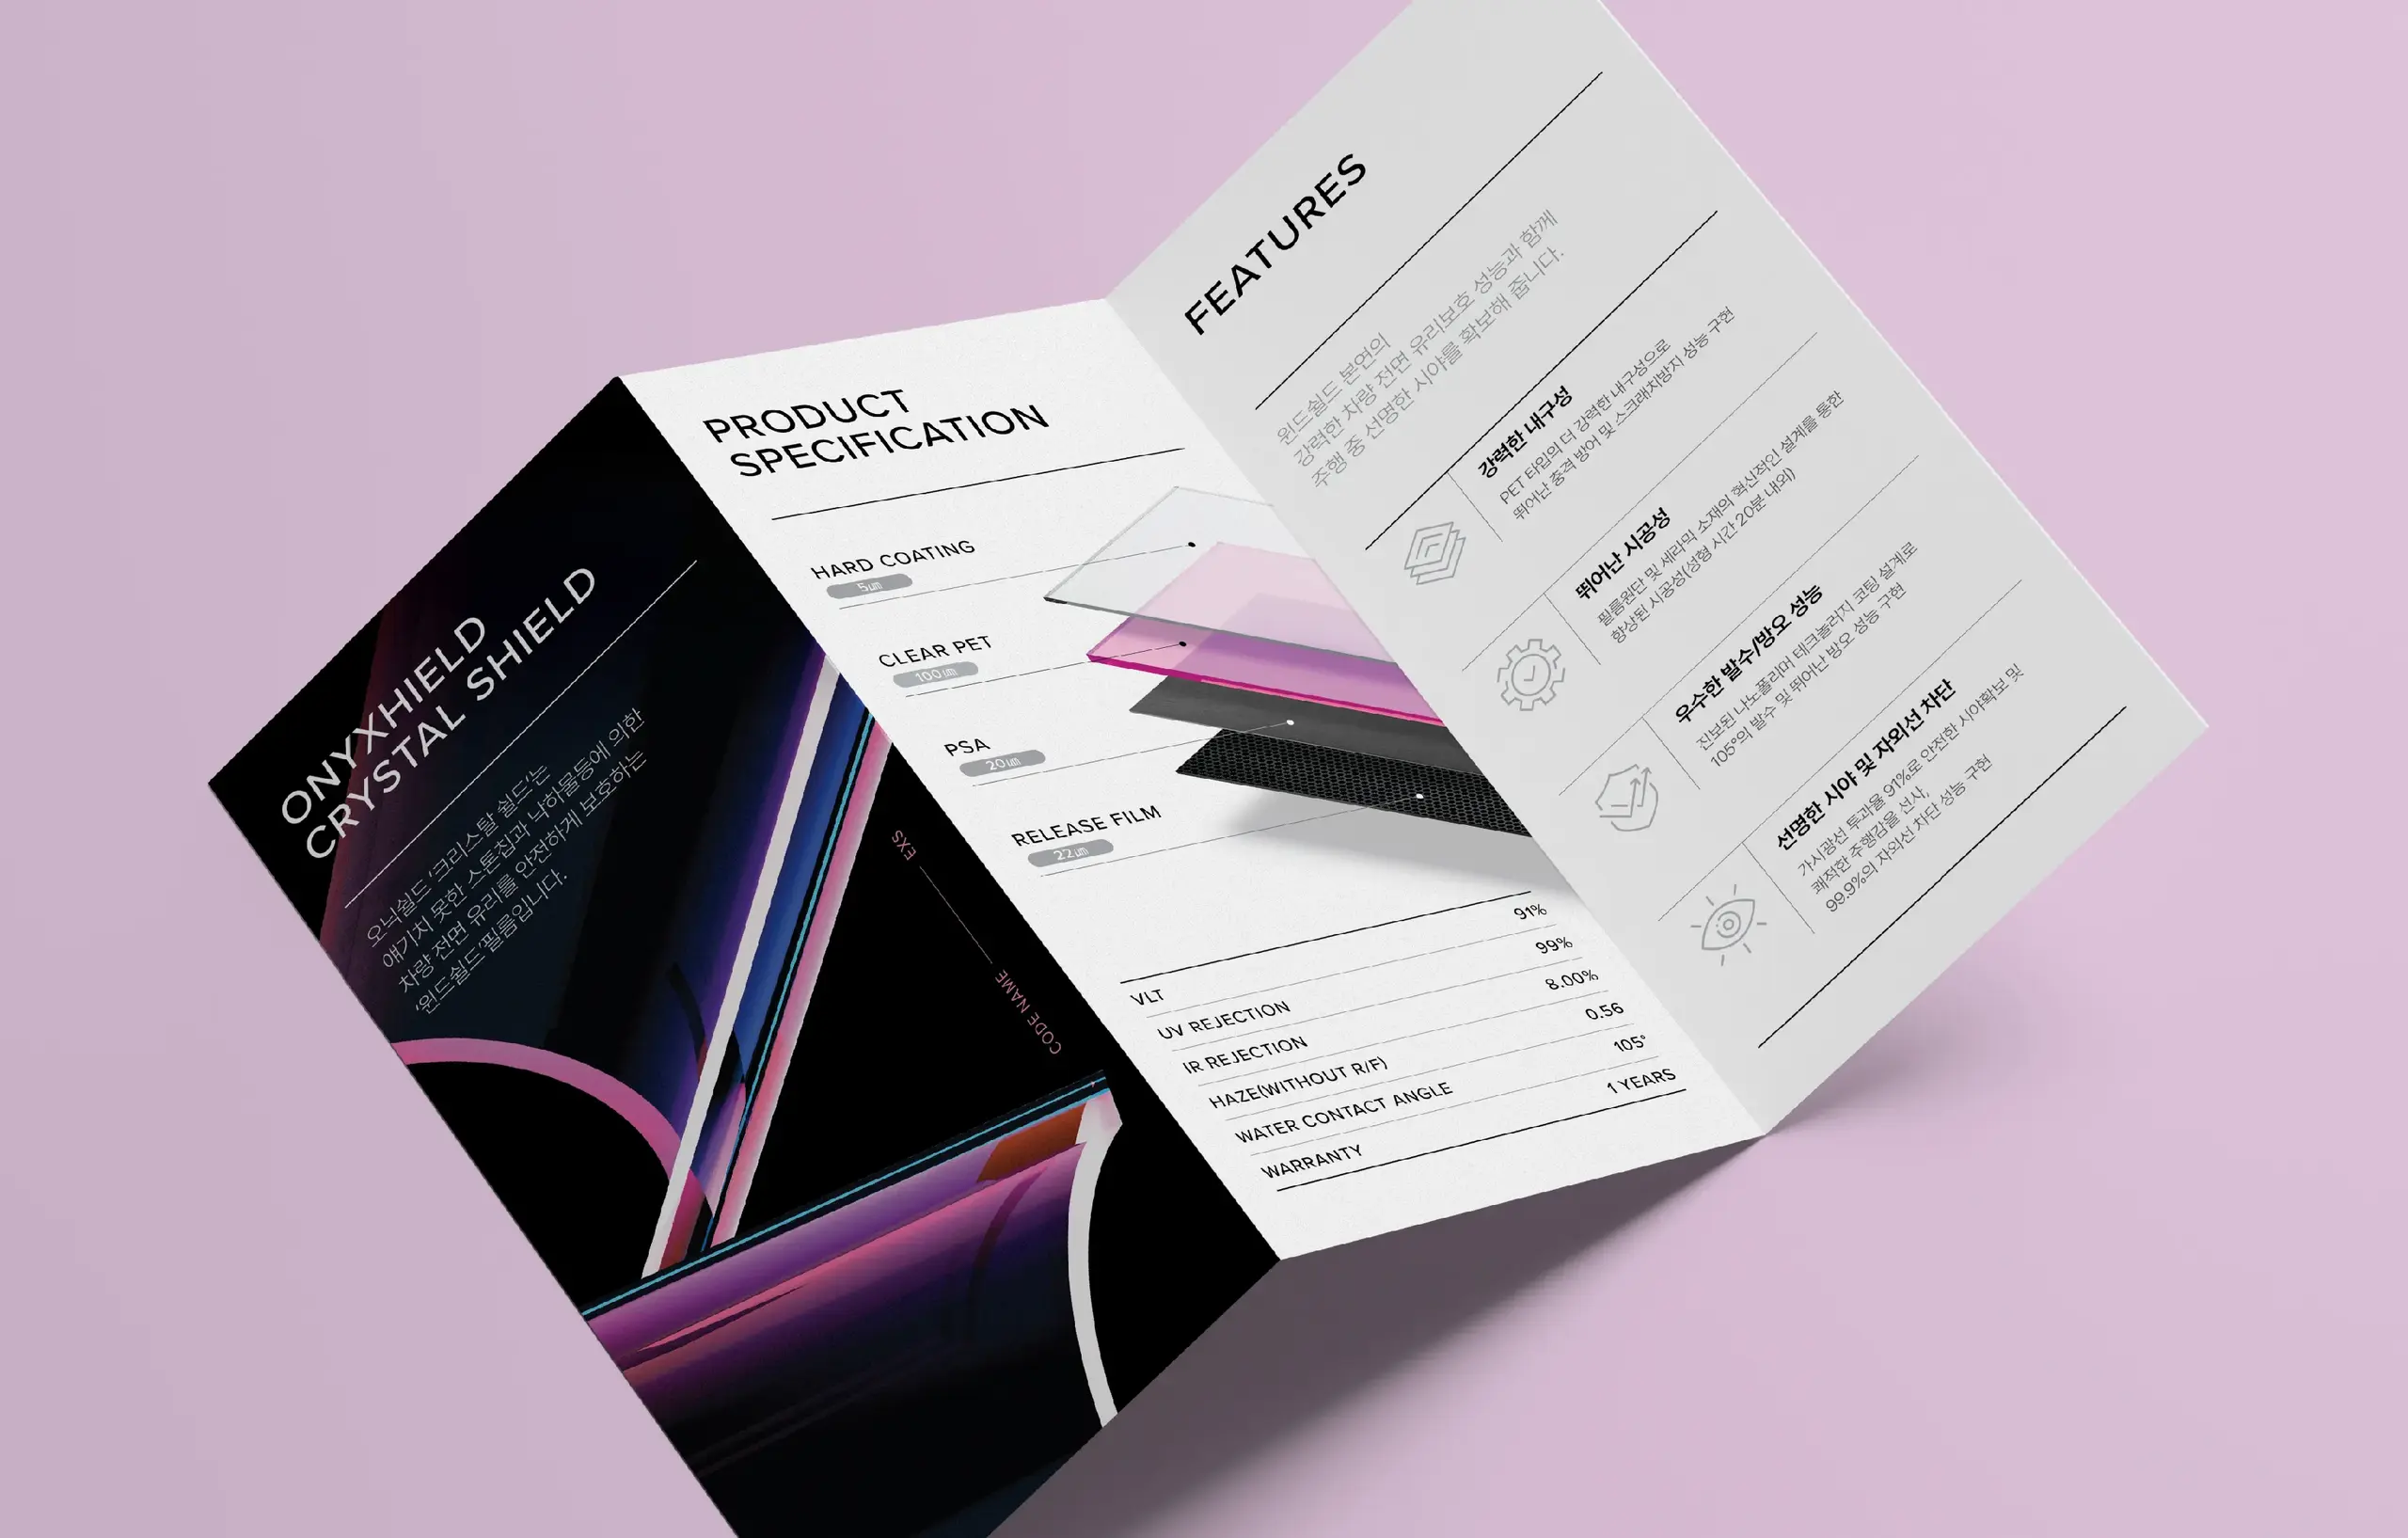 ONYXHIELD
CRYSTAL SHIELD
오닉쉴드 '크리스탈 쉴드'는
얘기치 못한 스톤칩과 낙하물등에 의한
차량 전면 유리를 안전하게 보호하는
'윈드쉴드'필름입니다.
EXS
CODE NAME
PRODUCT
SPECIFICATION
HARD COATING
5㎛
CLEAR PET
100㎛
PSA
20㎛
RELEASE FILM
22㎛
VLT 91%
UV REJECTION 99%
IR REJECTION 8.00%
HAZE(WITHOUT R/F) 0.56
WATER CONTACT ANGLE 105°
WARRANTY 1 YEARS
FEATURES
윈드쉴드 본연의
강력한 차량 전면 유리보호 성능과 함께
주행 중 선명한 시야를 확보해 줍니다.
강력한 내구성
PET 타입의 더 강력한 내구성으로
뛰어난 충격 방어 및 스크래치방지 성능 구현
뛰어난 시공성
필름원단 및 세라믹 소재의 혁신적인 설계를 통한
향상된 시공성(성형 시간 20분 내외)
우수한 발수/방오 성능
진보된 나노폴리머 테크놀러지 코팅 설계로
105°의 발수 및 뛰어난 방오 성능 구현
선명한 시야 및 자외선 차단
가시광선 투과율 91%로 안전한 시야확보 및
쾌적한 주행감을 선사,
99.9%의 자외선 차단 성능 구현